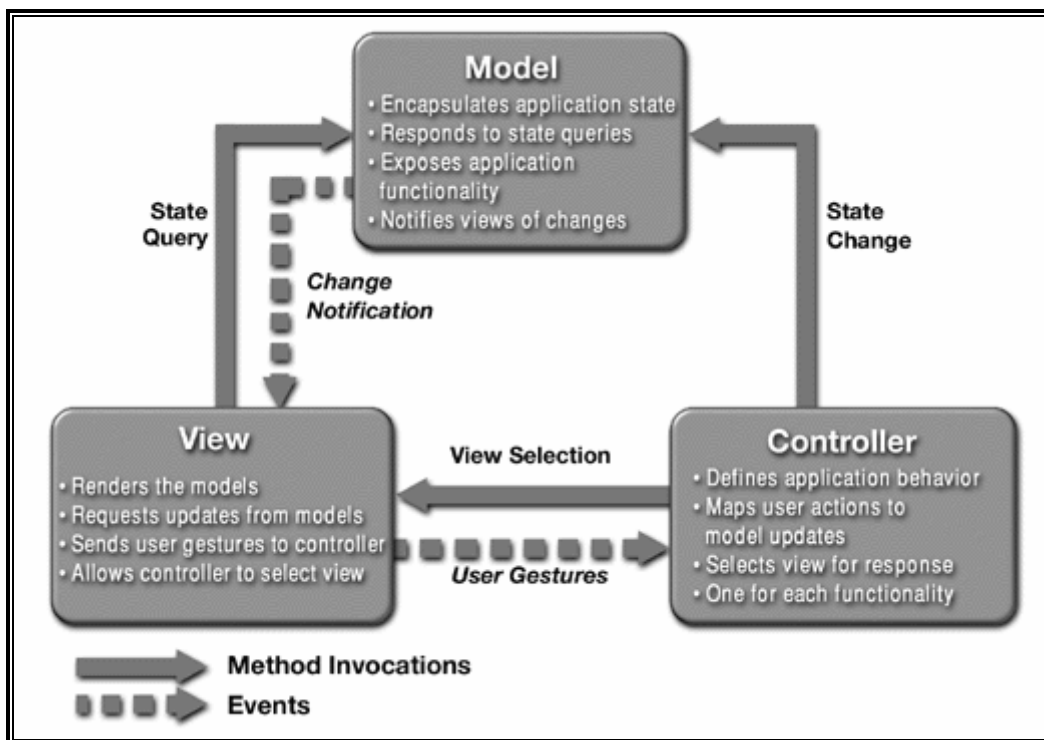 Model
• Encapsulates application state
• Responds to state queries
• Exposes application
functionality
• Notifies views of changes
State
Query
State
Change
Change
Notification
View
• Renders the models
• Requests updates from models
• Sends user gestures to controller
• Allows controller to select view
View Selection
User Gestures
Controller
• Defines application behavior
• Maps user actions to
model updates
• Selects view for response
• One for each functionality
Method Invocations
Events